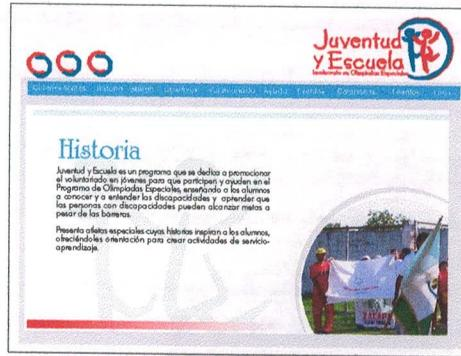 Juventud
y Escuela
Historia
Juventud y Escuela es un programa que se dedica a promocionar
el voluntariado en jóvenes para que participen y ayuden en el
Programa de Olimpiadas Especiales, enseñando a los alumnos
a conocer y a entender las discapacidades y aprender que
las personas con discapacidades pueden alcanzar metas a
pesar de las barreras.
Presenta atletas especiales cuyas historias inspiran a los alumnos,
ofreciéndoles orientación para crear actividades de servicio-
aprendizaje.